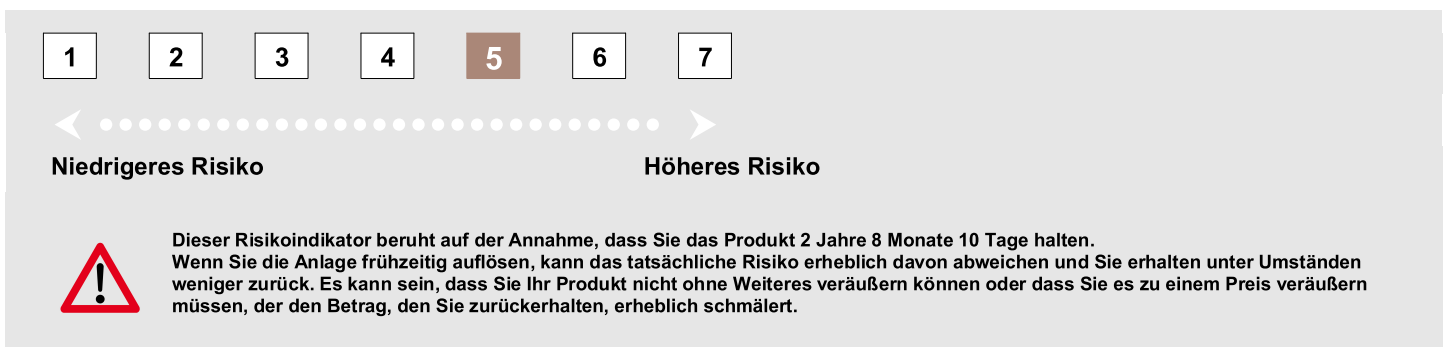 1 2 3 4 5 6 7
Niedrigeres Risiko Höheres Risiko
Dieser Risikoindikator beruht auf der Annahme, dass Sie das Produkt 2 Jahre 8 Monate 10 Tage halten.
Wenn Sie die Anlage frühzeitig auflösen, kann das tatsächliche Risiko erheblich davon abweichen und Sie erhalten unter Umständen
weniger zurück. Es kann sein, dass Sie Ihr Produkt nicht ohne Weiteres veräußern können oder dass Sie es zu einem Preis veräußern
müssen, der den Betrag, den Sie zurückerhalten, erheblich schmälert.